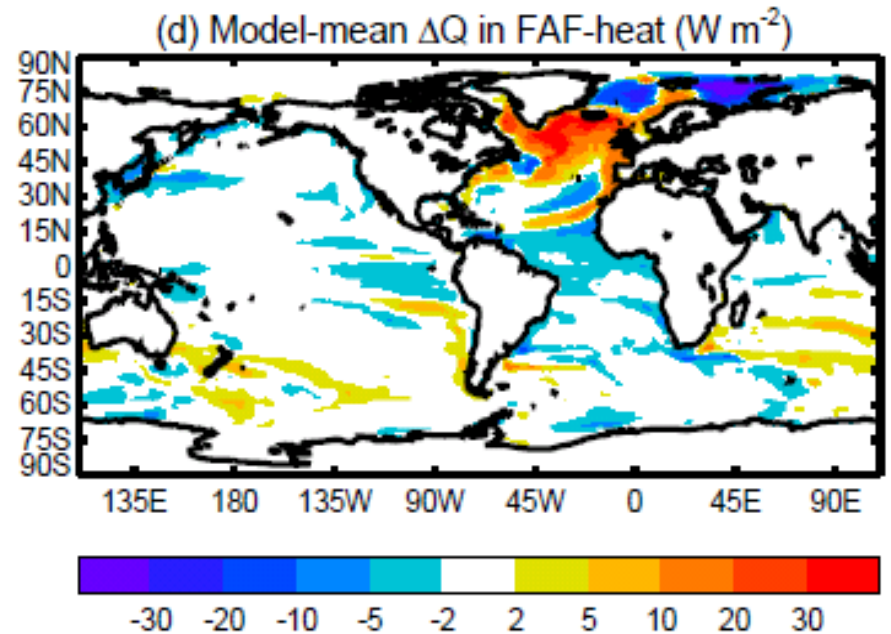 (d) Model-mean ΔQ in FAF-heat (W m⁻²)
90N
75N
60N
45N
30N
15N
0
15S
30S
45S
60S
75S
90S
135E 180 135W 90W 45W 0 45E 90E
-30 -20 -10 -5 -2 2 5 10 20 30